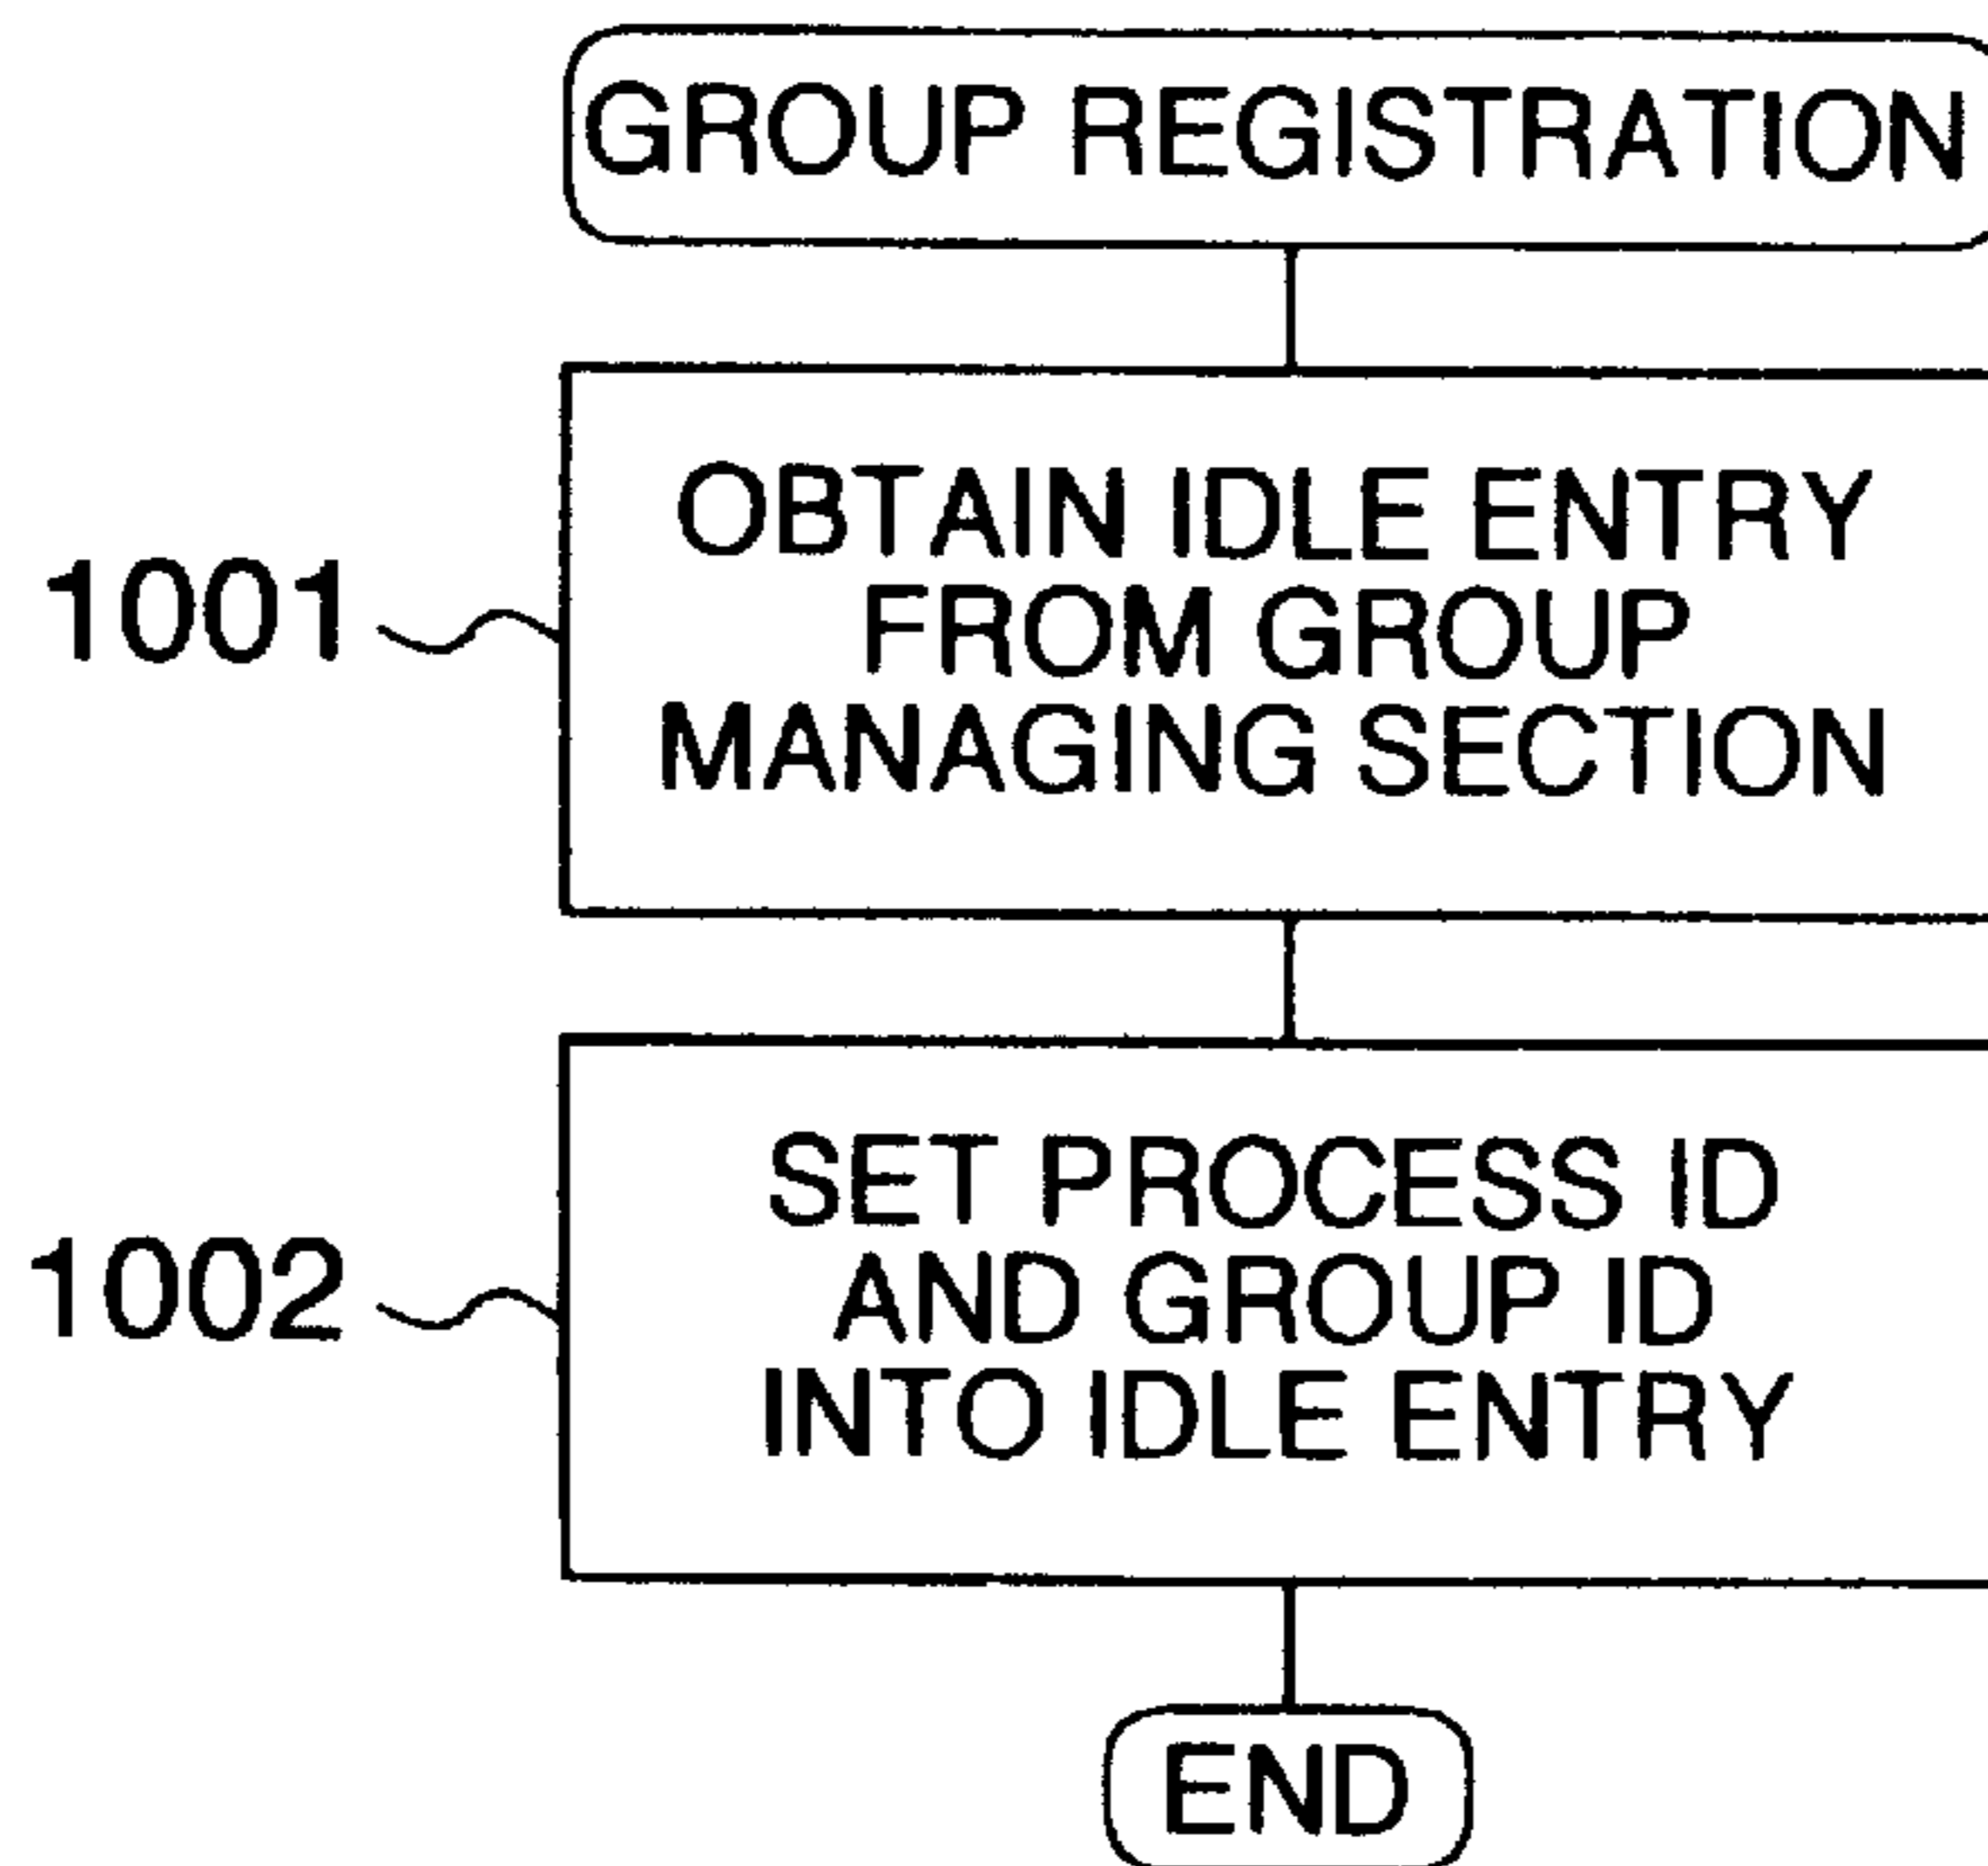 GROUP REGISTRATION
OBTAIN IDLE ENTRY
FROM GROUP
MANAGING SECTION
1001
SET PROCESS ID
AND GROUP ID
INTO IDLE ENTRY
1002
END